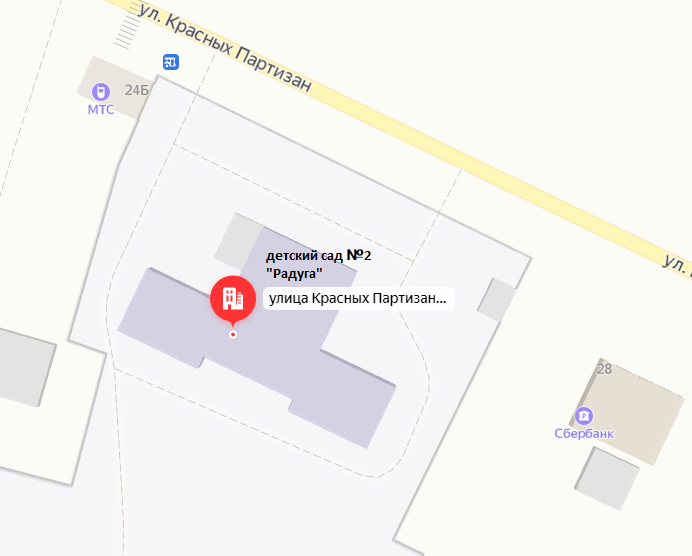 ул. Красных Партизан
24Б
МТС
детский сад №2
"Радуга"
улица Красных Партизан...
ул.
28
Сбербанк